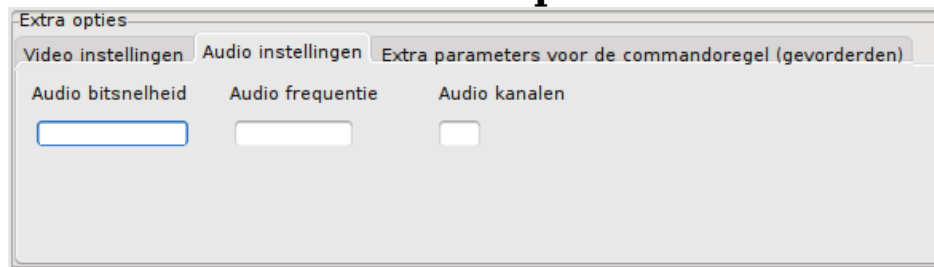 Extra opties
Video instellingen Audio instellingen Extra parameters voor de commandoregel (gevorderden)
Audio bitsnelheid Audio frequentie Audio kanalen